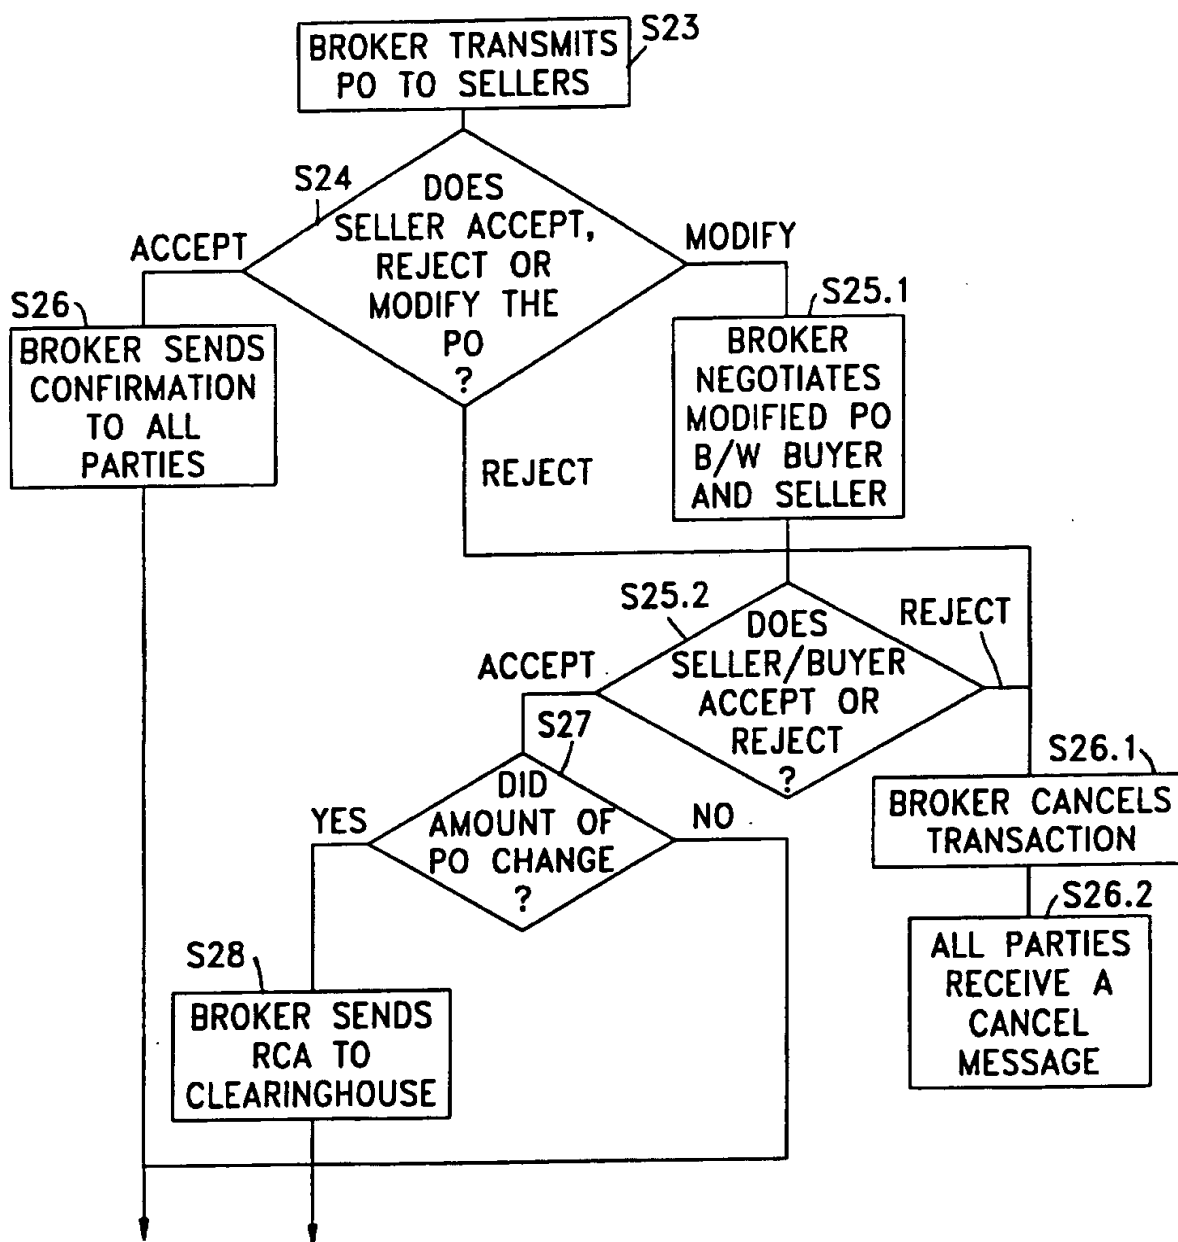 BROKER TRANSMITS
PO TO SELLERS
S23
S24
DOES
SELLER ACCEPT,
REJECT OR
MODIFY THE
PO
?
ACCEPT
MODIFY
REJECT
S26
BROKER SENDS
CONFIRMATION
TO ALL
PARTIES
S25.1
BROKER
NEGOTIATES
MODIFIED PO
B/W BUYER
AND SELLER
S25.2
DOES
SELLER/BUYER
ACCEPT OR
REJECT
?
ACCEPT
REJECT
S27
DID
AMOUNT OF
PO CHANGE
?
YES
NO
S26.1
BROKER CANCELS
TRANSACTION
S26.2
ALL PARTIES
RECEIVE A
CANCEL
MESSAGE
S28
BROKER SENDS
RCA TO
CLEARINGHOUSE